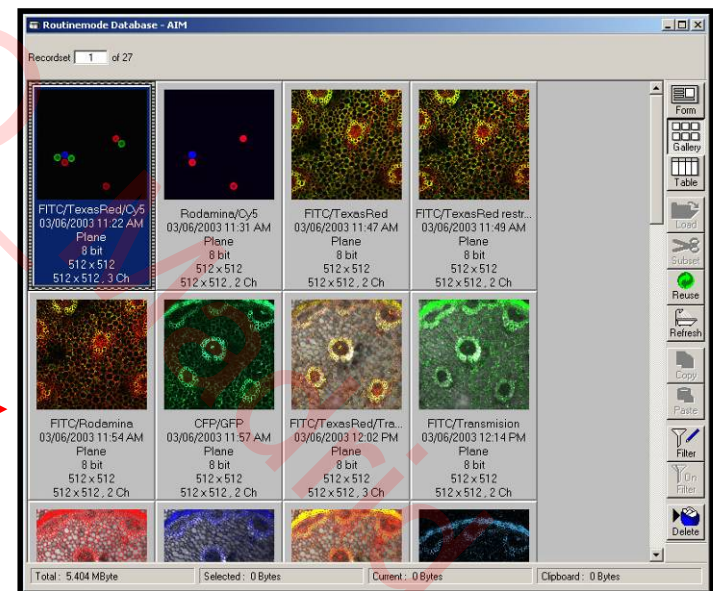 Routinemode Database - AIM
Recordset 1 of 27
FITC/TexasRed/Cy5
03/06/2003 11:22 AM
Plane
8 bit
512 x 512
512 x 512 , 3 Ch
Rodamina/Cy5
03/06/2003 11:31 AM
Plane
8 bit
512 x 512
512 x 512 , 2 Ch
FITC/TexasRed
03/06/2003 11:47 AM
Plane
8 bit
512 x 512
512 x 512 , 2 Ch
FITC/TexasRed restr...
03/06/2003 11:49 AM
Plane
8 bit
512 x 512
512 x 512 , 2 Ch
FITC/Rodamina
03/06/2003 11:54 AM
Plane
8 bit
512 x 512
512 x 512 , 2 Ch
CFP/GFP
03/06/2003 11:57 AM
Plane
8 bit
512 x 512
512 x 512 , 2 Ch
FITC/TexasRed/Tra...
03/06/2003 12:02 PM
Plane
8 bit
512 x 512
512 x 512 , 3 Ch
FITC/Transmision
03/06/2003 12:14 PM
Plane
8 bit
512 x 512
512 x 512 , 2 Ch
Form
Gallery
Table
Load
Subset
Reuse
Refresh
Copy
Paste
Filter
On
Filter
Delete
Total : 5.404 MByte
Selected : 0 Bytes
Current : 0 Bytes
Clipboard : 0 Bytes